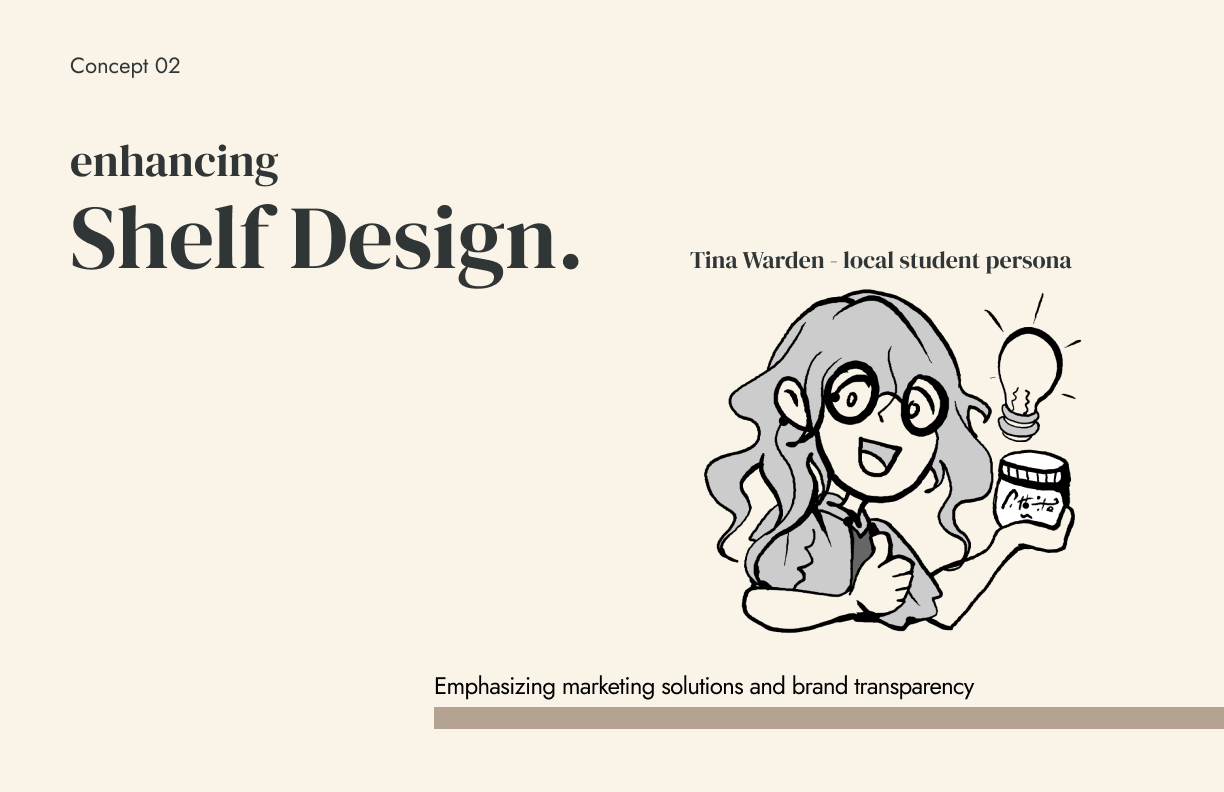 Concept 02
enhancing
Shelf Design.
Tina Warden - local student persona
Emphasizing marketing solutions and brand transparency